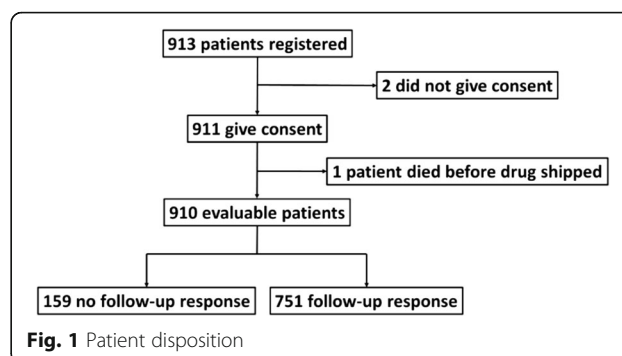 913 patients registered
2 did not give consent
911 give consent
1 patient died before drug shipped
910 evaluable patients
159 no follow-up response
751 follow-up response
Fig. 1 Patient disposition